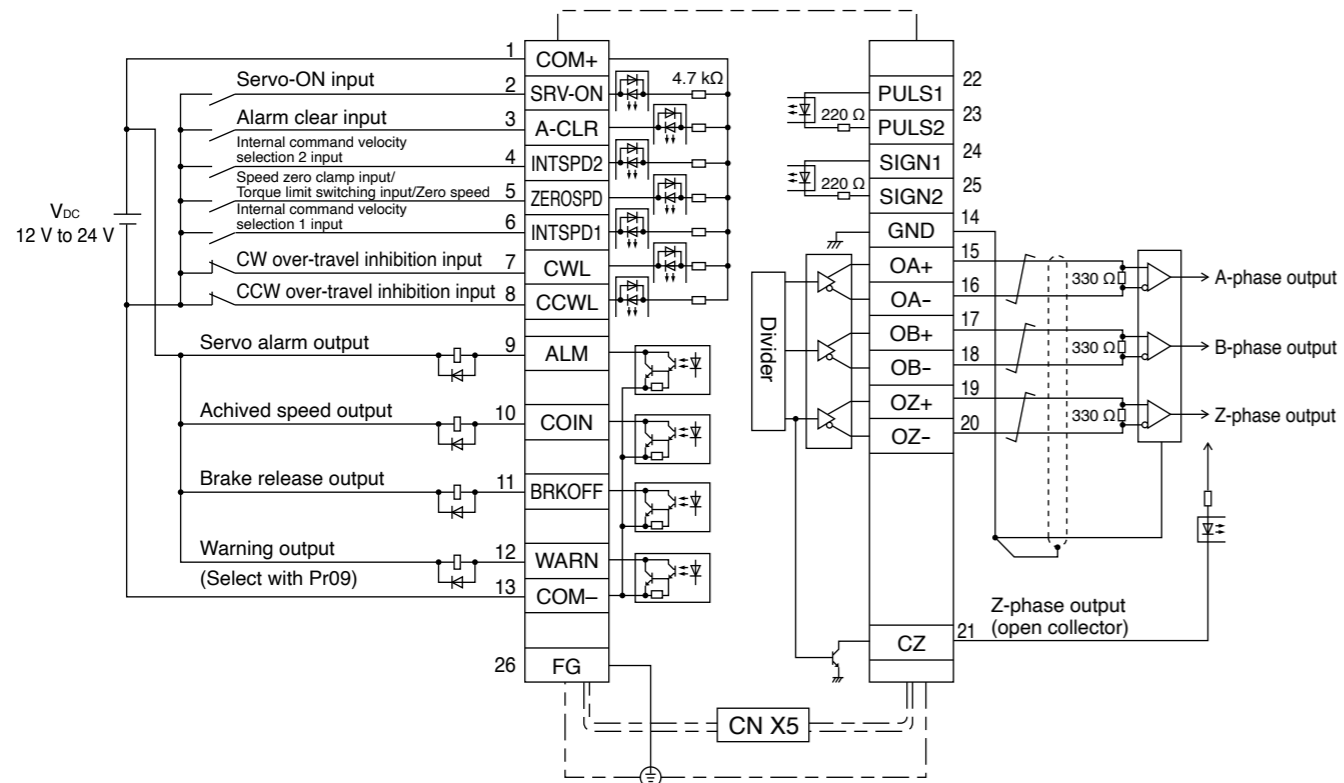 1
COM+
Servo-ON input
2
SRV-ON
4.7 kΩ
Alarm clear input
3
A-CLR
Internal command velocity
selection 2 input
4
INTSPD2
Speed zero clamp input/
Torque limit switching input/Zero speed
5
ZEROSPD
Internal command velocity
selection 1 input
6
INTSPD1
CW over-travel inhibition input
7
CWL
CCW over-travel inhibition input
8
CCWL
VDC
12 V to 24 V
Servo alarm output
9
ALM
Achived speed output
10
COIN
Brake release output
11
BRKOFF
Warning output
(Select with Pr09)
12
WARN
13
COM–
26
FG
22
PULS1
220 Ω
23
PULS2
24
SIGN1
220 Ω
25
SIGN2
14
GND
15
OA+
16
OA–
330 Ω
A-phase output
17
OB+
18
OB–
330 Ω
B-phase output
19
OZ+
20
OZ–
330 Ω
Z-phase output
Divider
21
CZ
Z-phase output
(open collector)
CN X5